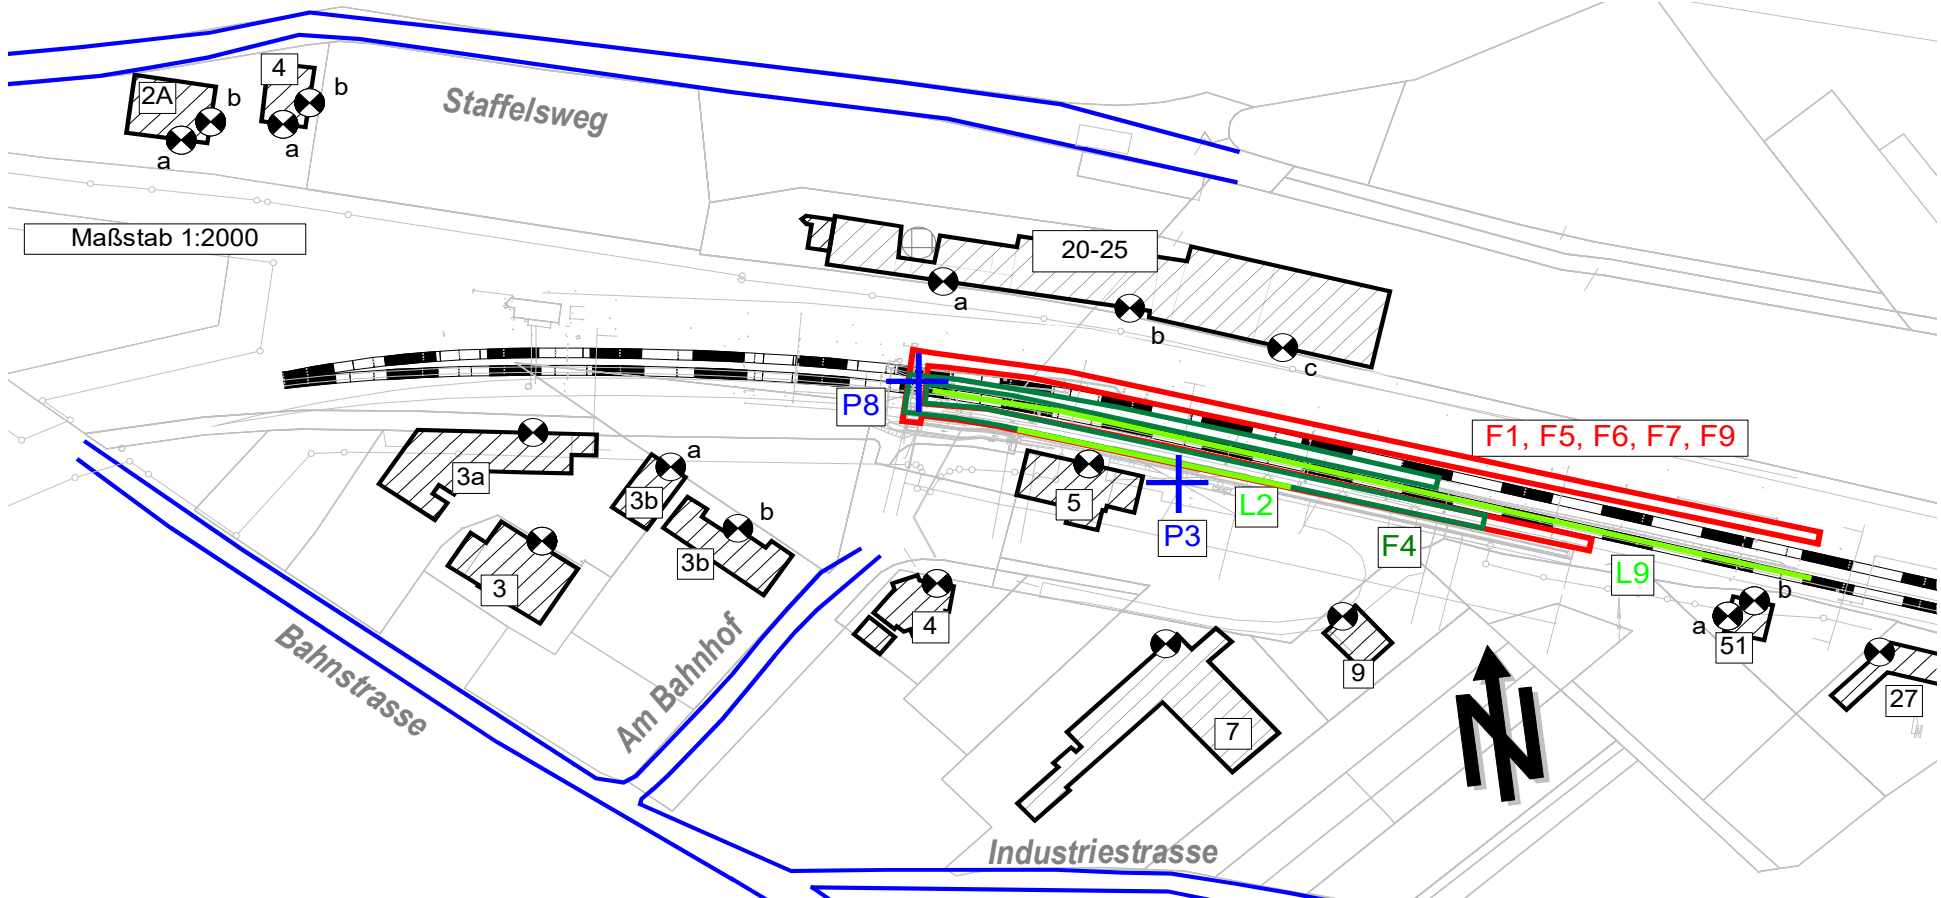 4
2A
b
b
a
a
Staffelsweg
Maßstab 1:2000
20-25
a
b
c
P8
F1, F5, F6, F7, F9
3a
a
3b
b
3b
3
5
L2
P3
F4
L9
b
a
51
4
9
7
27
Bahnstrasse
Am Bahnhof
N
Industriestrasse